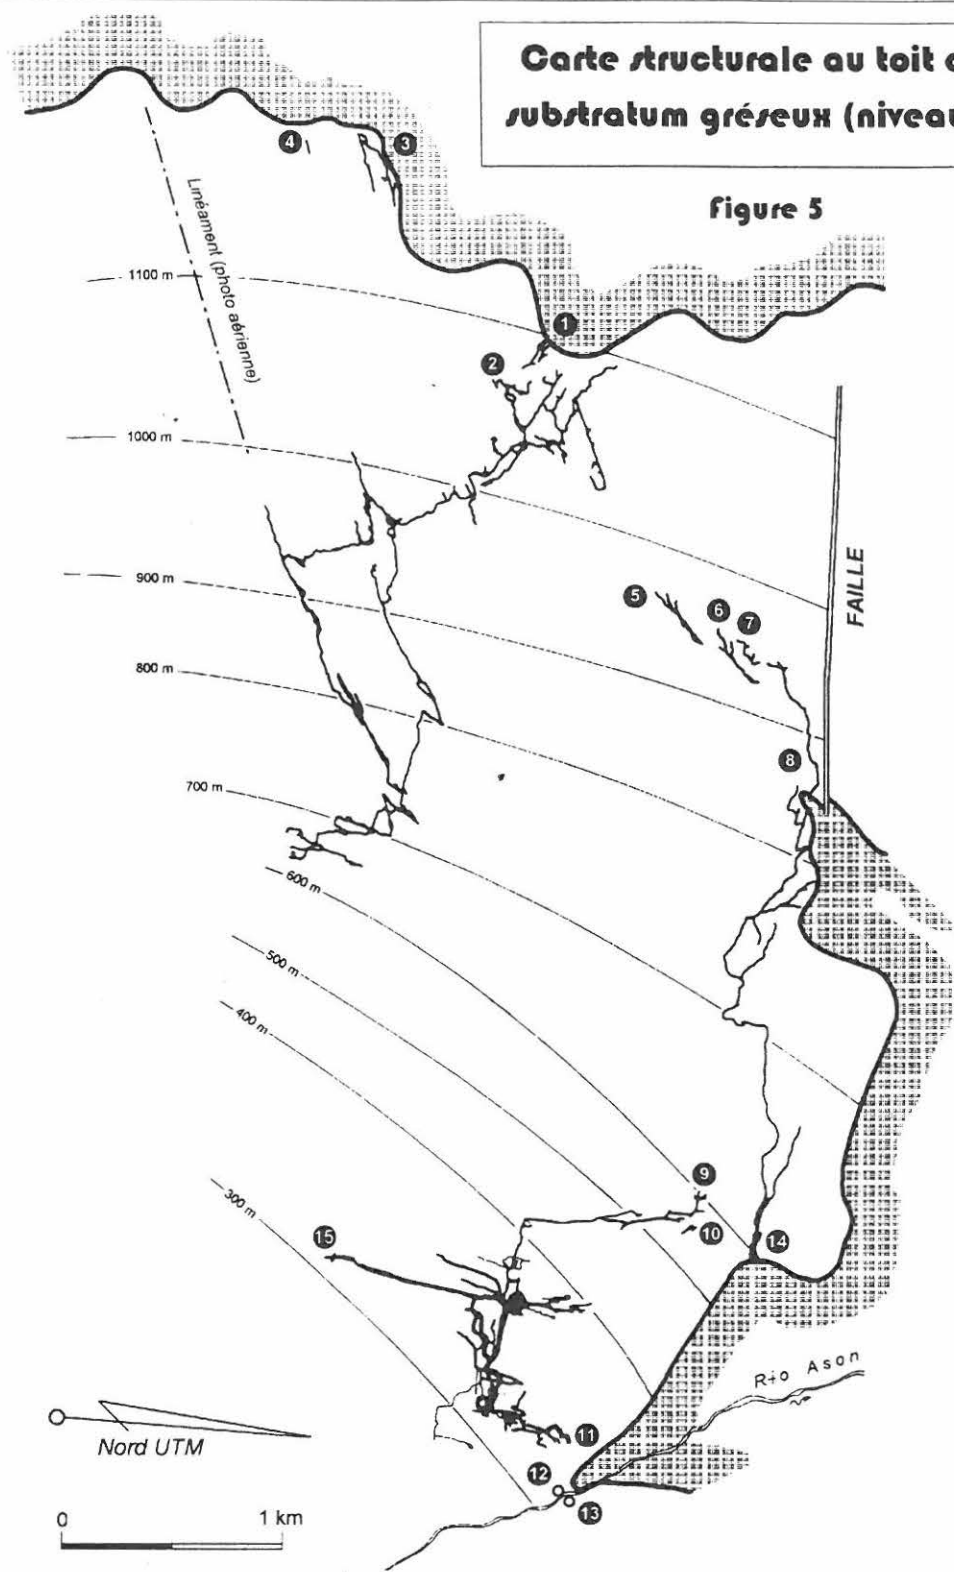 Carte structurale au toit
substratum gréseux (niveau
Figure 5
4
3
Linéament (photo aérienne)
1100 m
1
2
1000 m
FAILLE
900 m
5
6
7
800 m
8
700 m
600 m
500 m
400 m
9
300 m
10
15
14
Rio Ason
Nord UTM
11
12
13
0 1 km